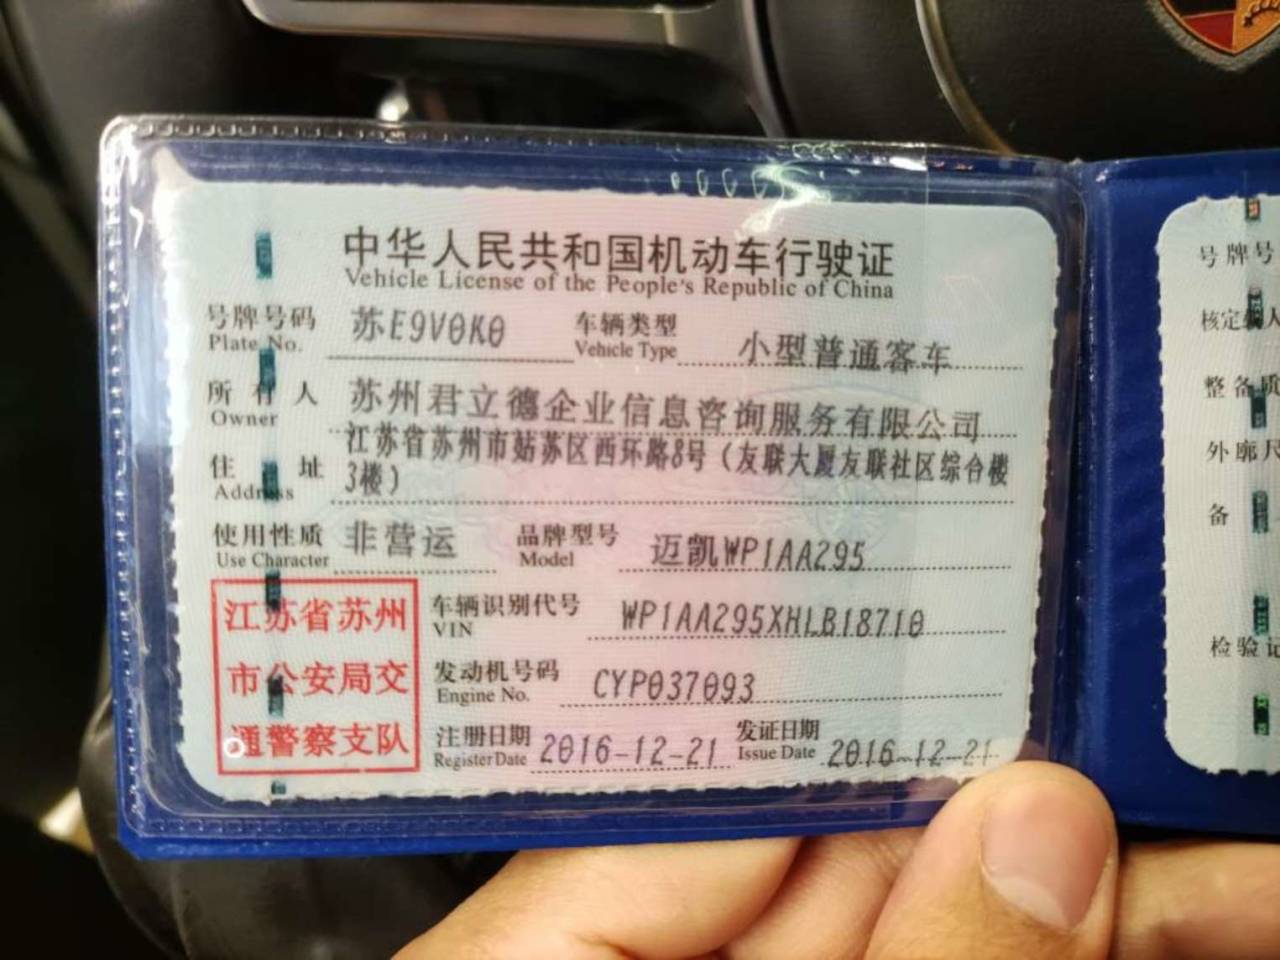 中华人民共和国机动车行驶证
Vehicle License of the People's Republic of China
号牌号码 苏E9V0K0 车辆类型 小型普通客车
Plate No. Vehicle Type
所有人 苏州君立德企业信息咨询服务有限公司
Owner
住址 江苏省苏州市姑苏区西环路8号（友联大厦友联社区综合楼
Address 3楼）
使用性质 非营运 品牌型号 迈凯WP1AA295
Use Character Model
江苏省苏州
市公安局交
通警察支队
车辆识别代号 WP1AA295XHLB18710
VIN
发动机号码 CYP037093
Engine No.
注册日期 2016-12-21 发证日期 2016-12-21
Register Date Issue Date
号牌号
核定载人
整备质
外廓尺
备
检验记